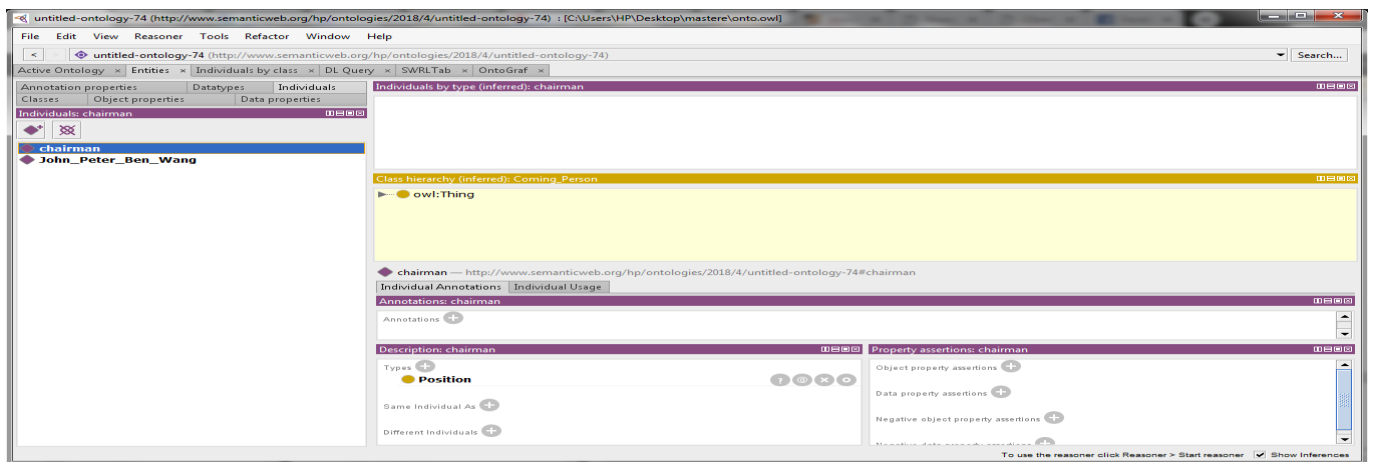 untitled-ontology-74 (http://www.semanticweb.org/hp/ontologies/2018/4/untitled-ontology-74) : [C:\Users\HP\Desktop\mastere\onto.owl]
File Edit View Reasoner Tools Refactor Window Help
< > untitled-ontology-74 (http://www.semanticweb.org/hp/ontologies/2018/4/untitled-ontology-74) Search...
Active Ontology × Entities × Individuals by class × DL Query × SWRLTab × OntoGraf ×
Annotation properties Datatypes Individuals
Classes Object properties Data properties
Individuals: chairman
chairman
John_Peter_Ben_Wang
Individuals by type (inferred): chairman
Class hierarchy (inferred): Coming_Person
owl:Thing
chairman — http://www.semanticweb.org/hp/ontologies/2018/4/untitled-ontology-74#chairman
Individual Annotations Individual Usage
Annotations: chairman
Annotations
Description: chairman
Types
Position
Same Individual As
Different Individuals
Property assertions: chairman
Object property assertions
Data property assertions
Negative object property assertions
Negative data property assertions
To use the reasoner click Reasoner > Start reasoner Show Inferences